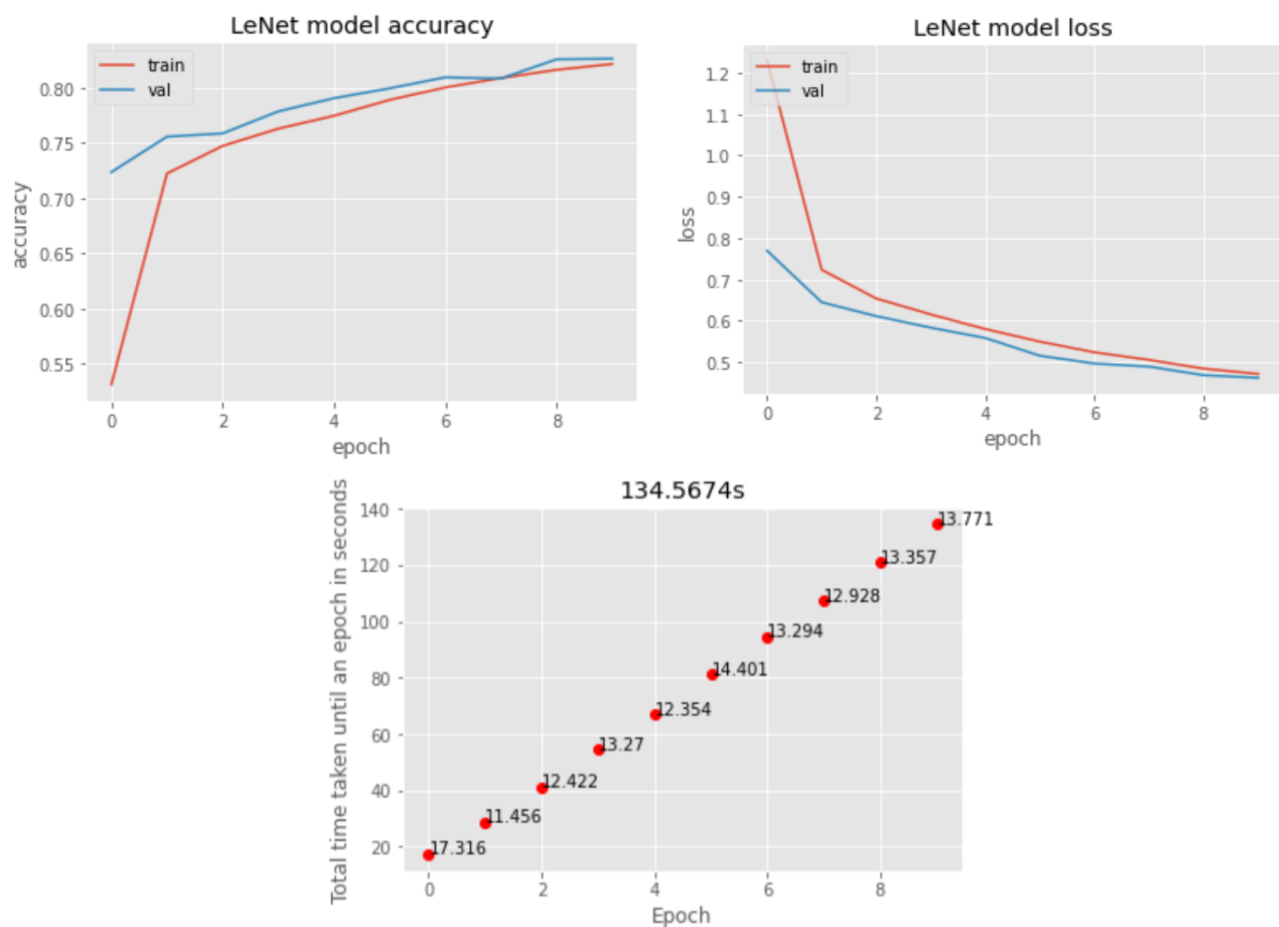 LeNet model accuracy
train
val
0.80
0.75
0.70
0.65
0.60
0.55
accuracy
0 2 4 6 8
epoch
LeNet model loss
train
val
1.2
1.1
1.0
0.9
0.8
0.7
0.6
0.5
loss
0 2 4 6 8
epoch
134.5674s
Total time taken until an epoch in seconds
140
120
100
80
60
40
20
13.771
13.357
12.928
13.294
14.401
12.354
13.27
12.422
11.456
17.316
0 2 4 6 8
Epoch